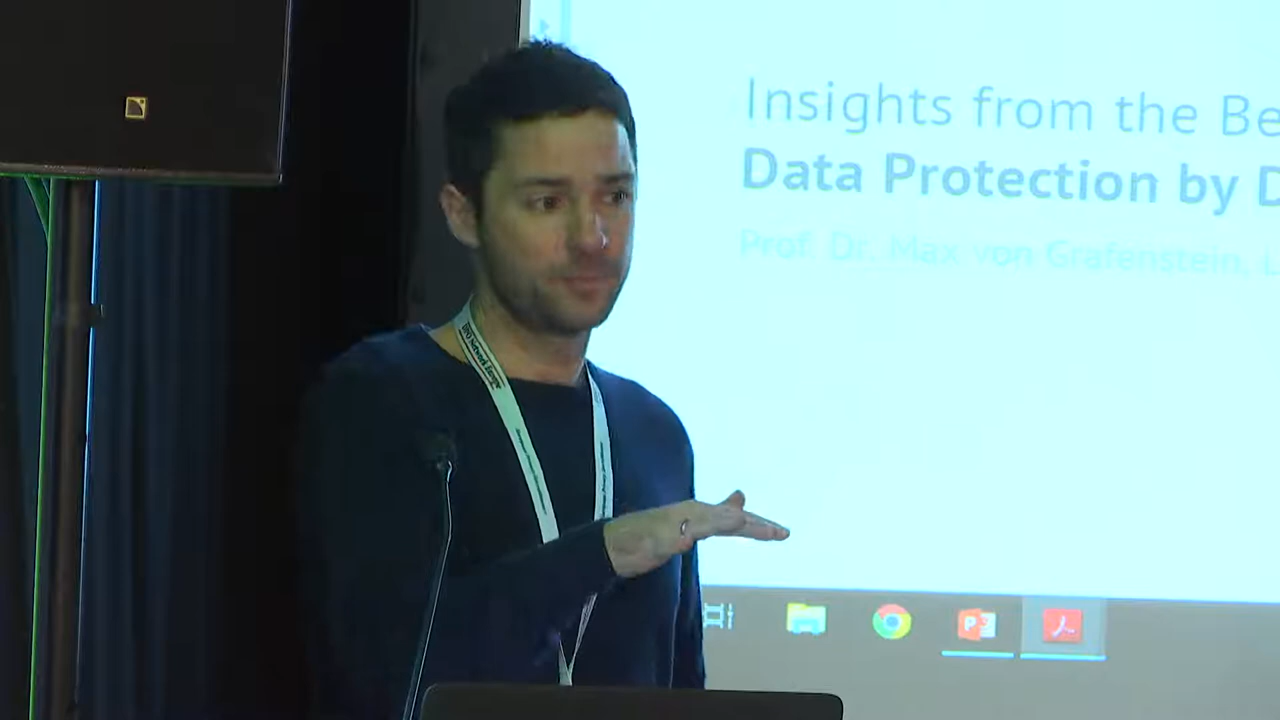 Insights from the Be
Data Protection by D
Prof. Dr. Max von Grafenstein, L